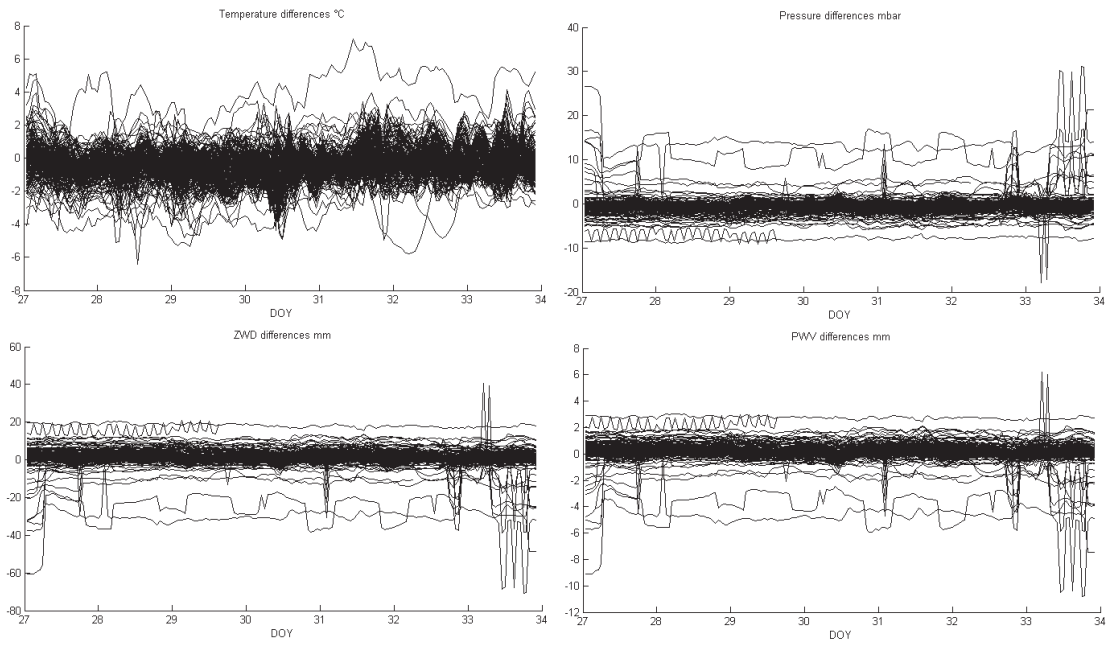 Temperature differences °C
8
6
4
2
0
-2
-4
-6
-8
27 28 29 30 31 32 33 34
DOY
Pressure differences mbar
40
30
20
10
0
-10
-20
27 28 29 30 31 32 33 34
DOY
ZWD differences mm
60
40
20
0
-20
-40
-60
-80
27 28 29 30 31 32 33 34
DOY
PWV differences mm
8
6
4
2
0
-2
-4
-6
-8
-10
-12
27 28 29 30 31 32 33 34
DOY